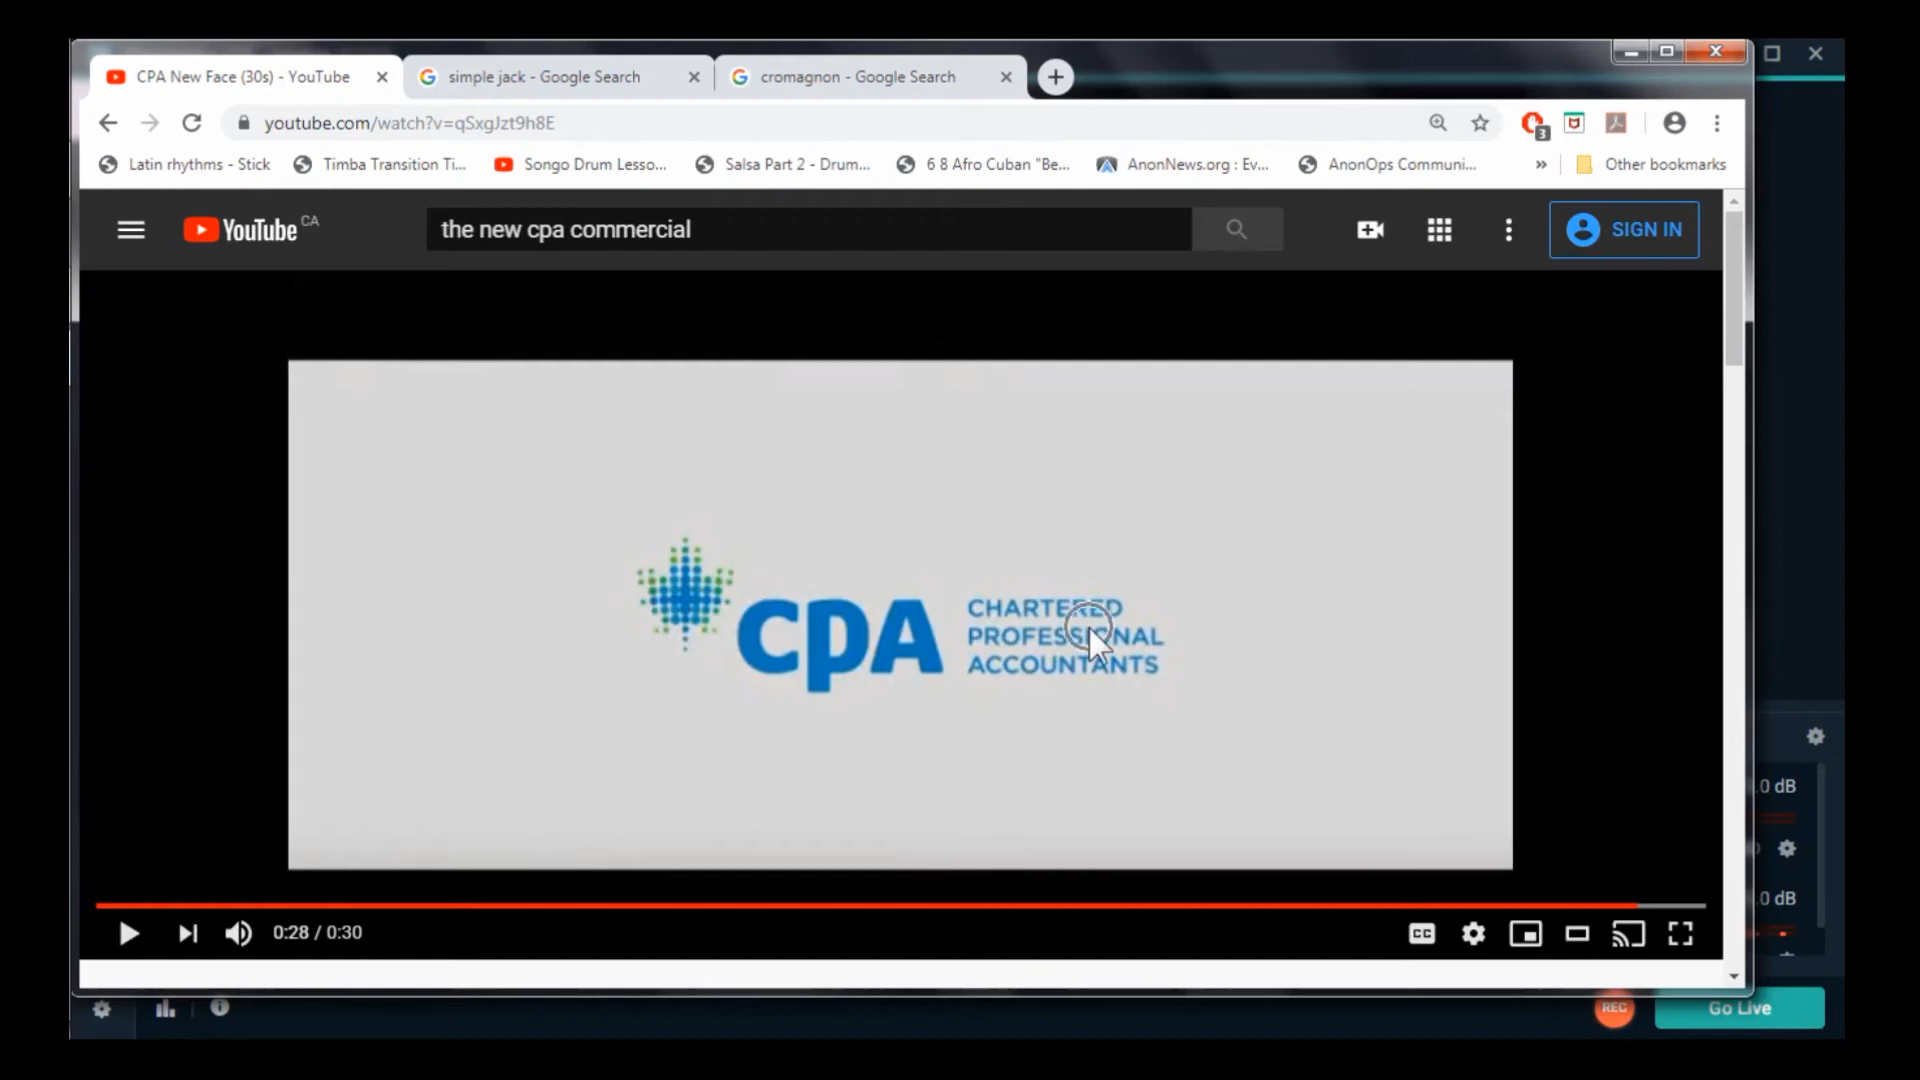 CPA New Face (30s) - YouTube
simple jack - Google Search
cromagnon - Google Search
youtube.com/watch?v=qSxgJzt9h8E
3
Latin rhythms - Stick
Timba Transition Ti...
Songo Drum Lesso...
Salsa Part 2 - Drum...
6 8 Afro Cuban "Be...
AnonNews.org : Ev...
AnonOps Communi...
»
Other bookmarks
YouTube CA
the new cpa commercial
SIGN IN
CPA
CHARTERED
PROFESSIONAL
ACCOUNTANTS
.0 dB
.0 dB
0:28 / 0:30
CC
REC
Go Live